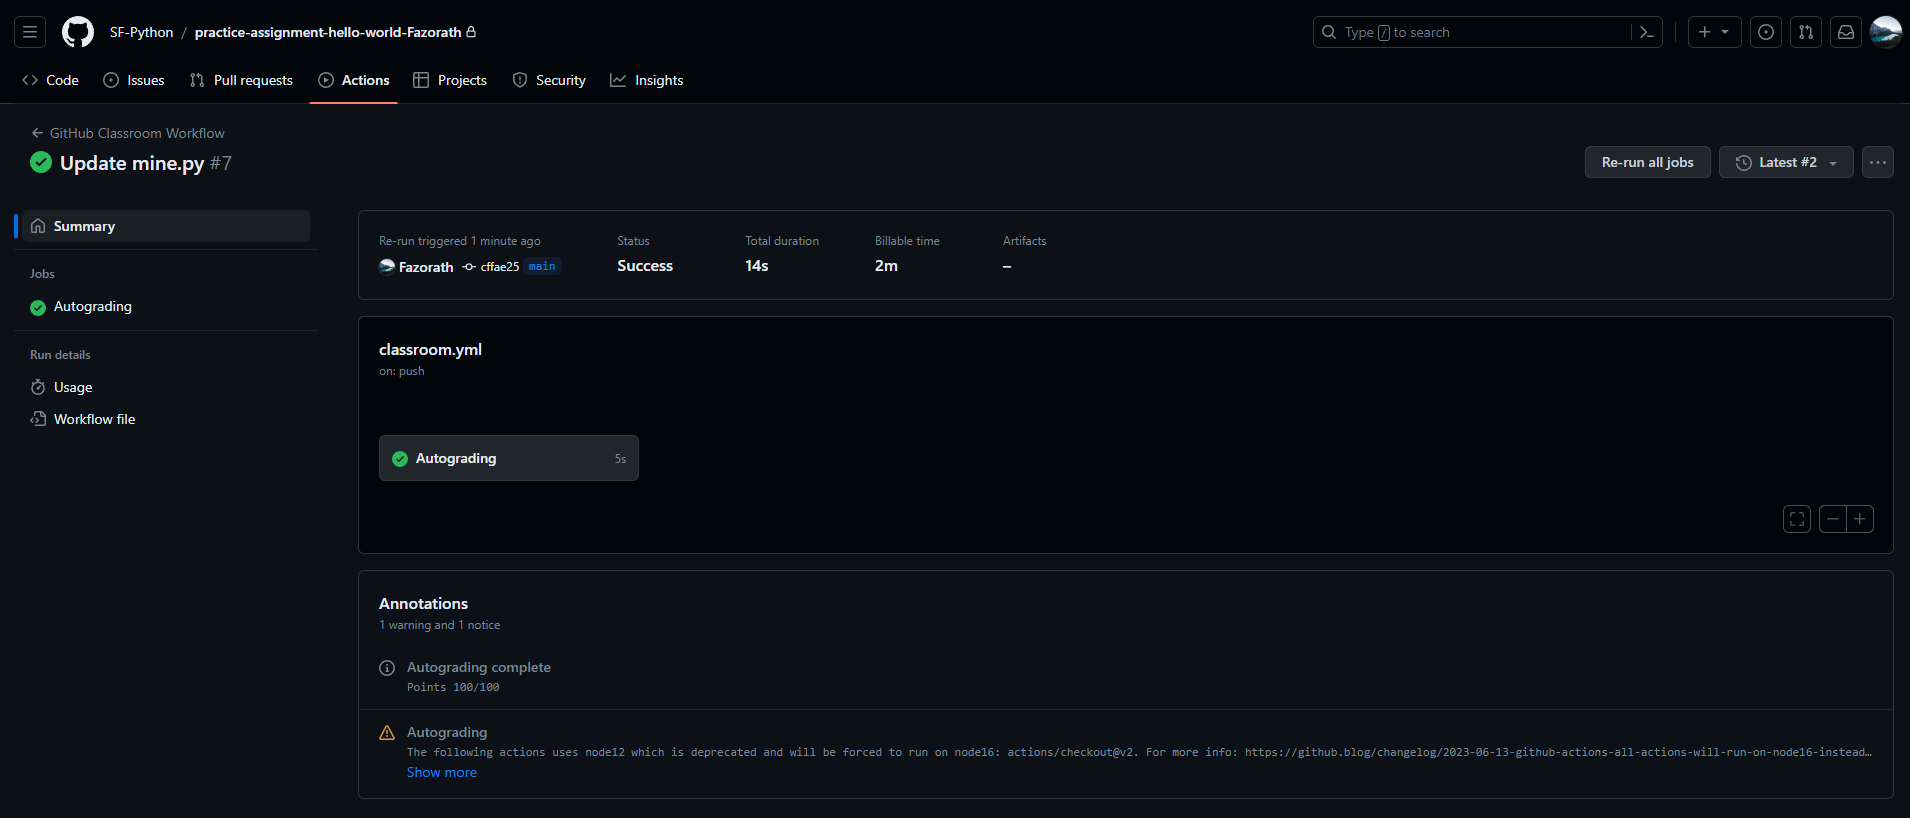 SF-Python / practice-assignment-hello-world-Fazorath
Type / to search
Code Issues Pull requests Actions Projects Security Insights
GitHub Classroom Workflow
Update mine.py #7
Re-run all jobs Latest #2
Summary
Jobs
Autograding
Run details
Usage
Workflow file
Re-run triggered 1 minute ago Status Total duration Billable time Artifacts
Fazorath cffae25 main Success 14s 2m –
classroom.yml
on: push
Autograding 5s
Annotations
1 warning and 1 notice
Autograding complete
Points 100/100
Autograding
The following actions uses node12 which is deprecated and will be forced to run on node16: actions/checkout@v2. For more info: https://github.blog/changelog/2023-06-13-github-actions-all-actions-will-run-on-node16-instead…
Show more